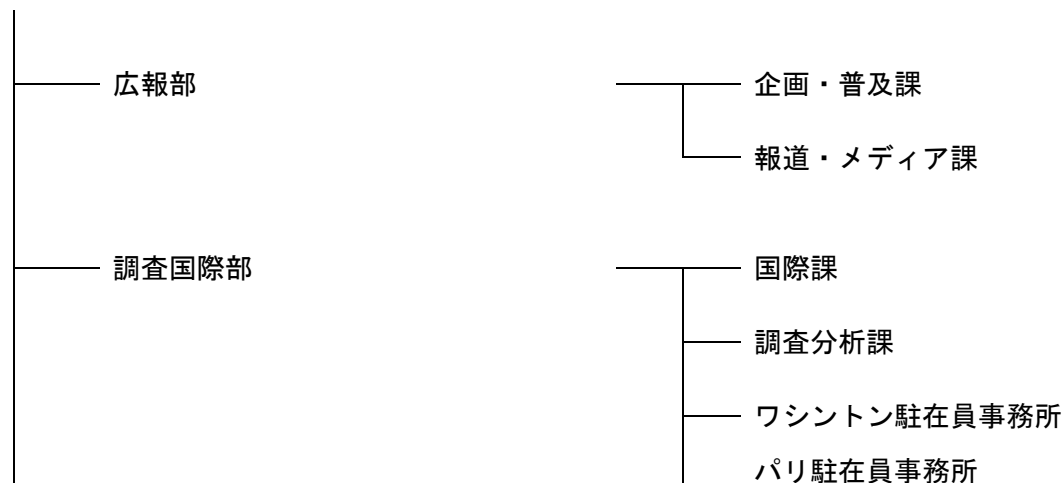 広報部
企画・普及課
報道・メディア課
調査国際部
国際課
調査分析課
ワシントン駐在員事務所
パリ駐在員事務所